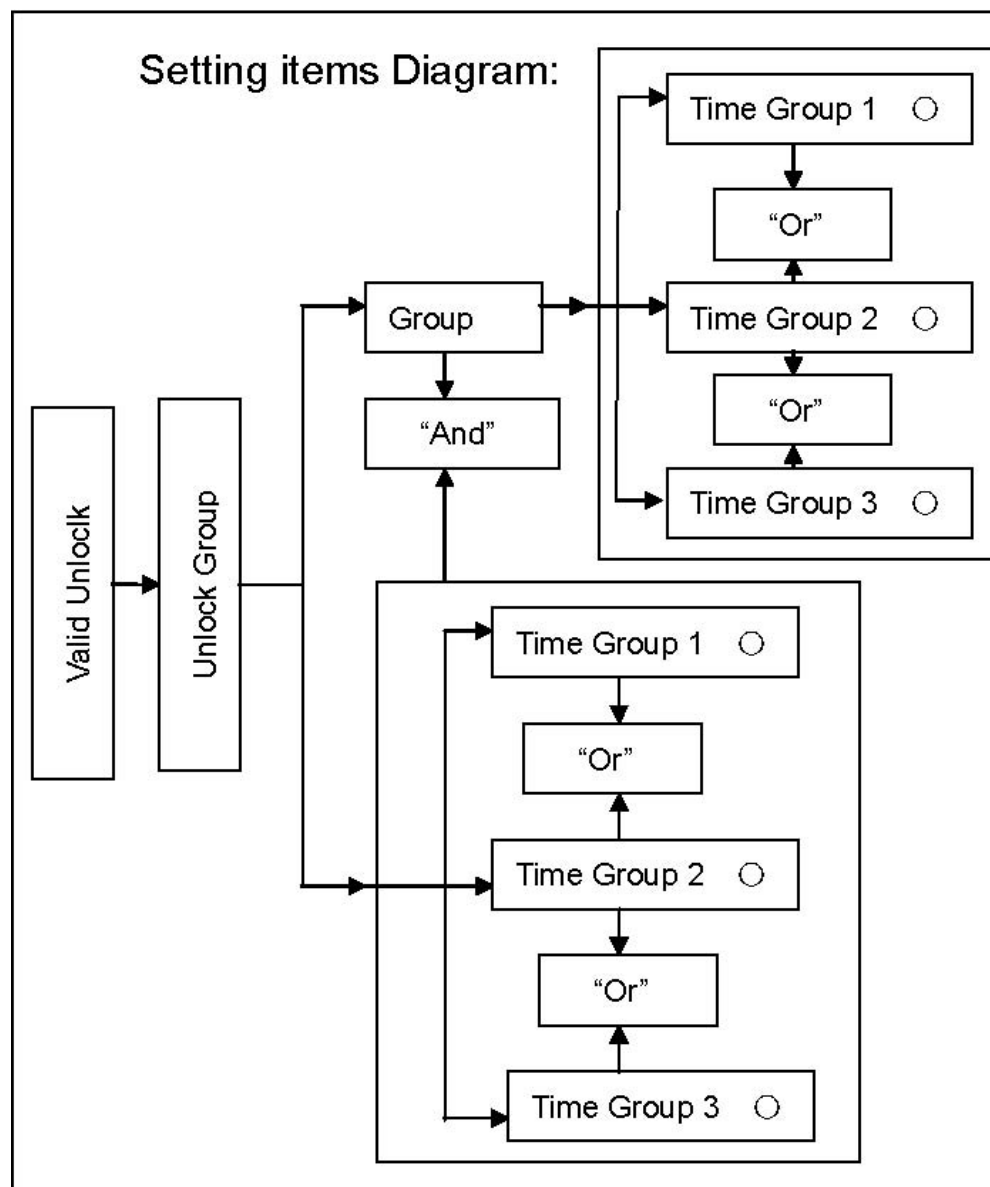 Setting items Diagram:
Time Group 1
“Or”
Time Group 2
“Or”
Time Group 3
Group
“And”
Valid Unloclk
Unlock Group
Time Group 1
“Or”
Time Group 2
“Or”
Time Group 3